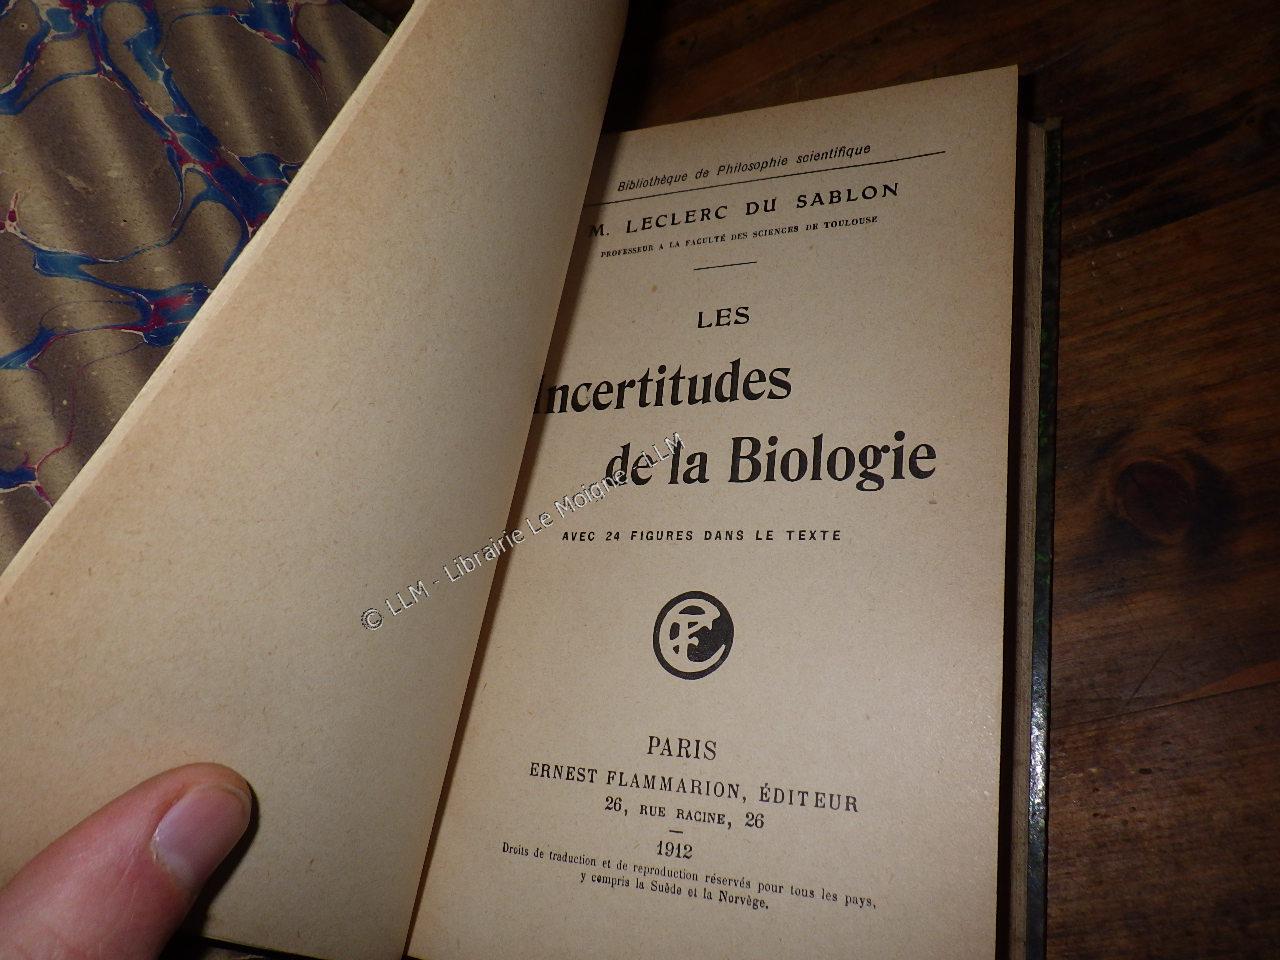 Bibliothèque de Philosophie scientifique
M. LECLERC DU SABLON
PROFESSEUR A LA FACULTÉ DES SCIENCES DE TOULOUSE
LES
Incertitudes
de la Biologie
AVEC 24 FIGURES DANS LE TEXTE
PARIS
ERNEST FLAMMARION, ÉDITEUR
26, RUE RACINE, 26
1912
Droits de traduction et de reproduction réservés pour tous les pays,
y compris la Suède et la Norvège.
© LLM - Librairie Le Moigne - LLM